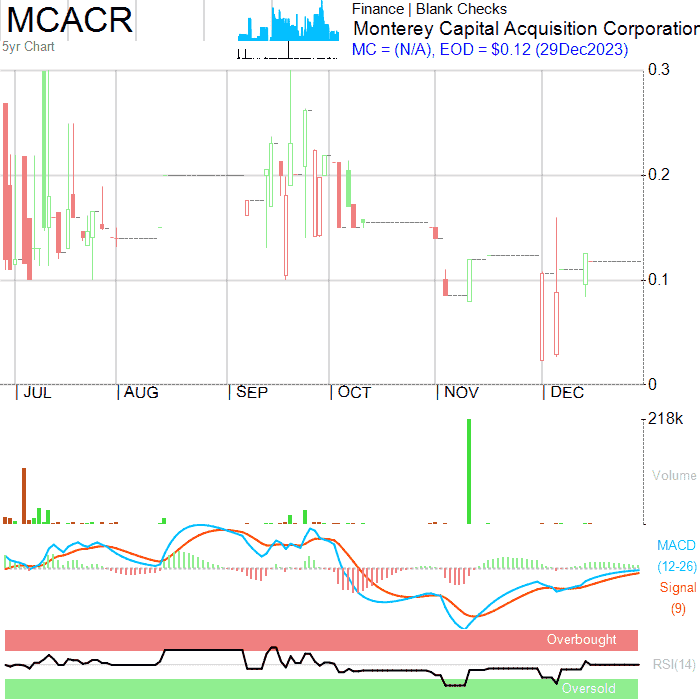 MCACR
5yr Chart
Finance | Blank Checks
Monterey Capital Acquisition Corporation
MC = (N/A), EOD = $0.12 (29Dec2023)
0.3
0.2
0.1
0
JUL AUG SEP OCT NOV DEC
218k
Volume
MACD
(12-26)
Signal
(9)
Overbought
RSI(14)
Oversold